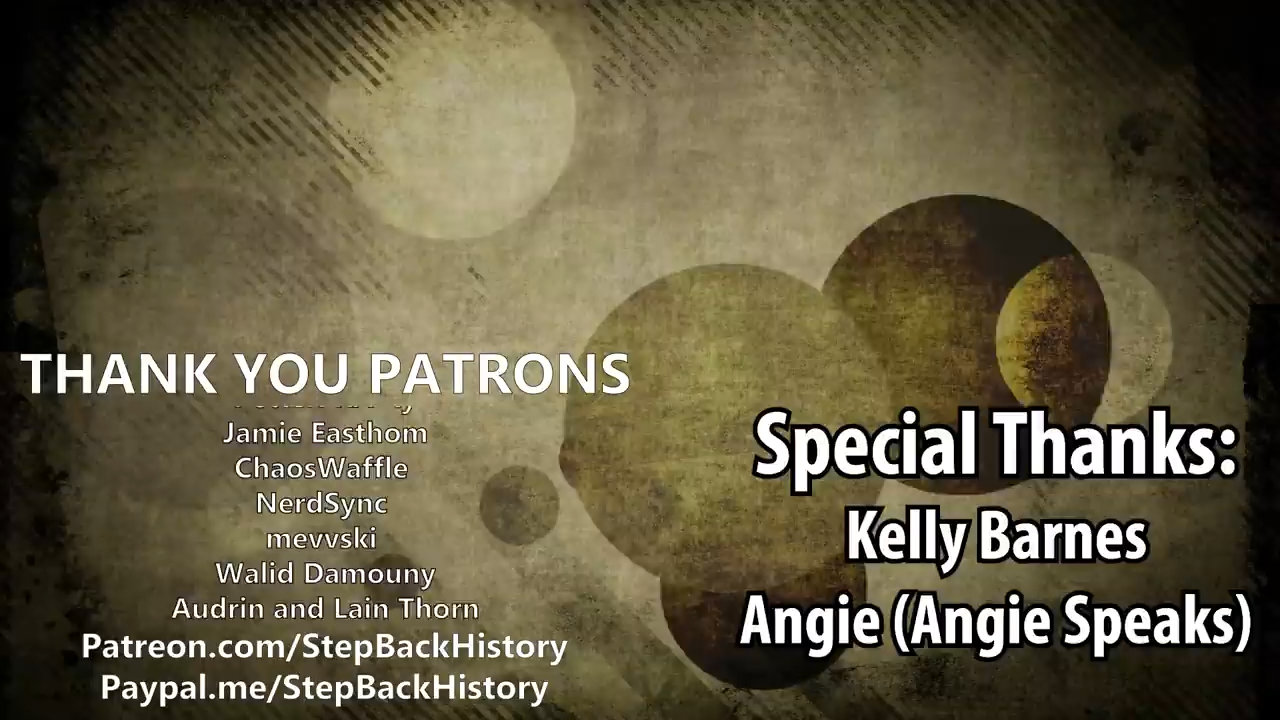 THANK YOU PATRONS
Jamie Easthom
ChaosWaffle
NerdSync
mevvski
Walid Damouny
Audrin and Lain Thorn
Patreon.com/StepBackHistory
Paypal.me/StepBackHistory
Special Thanks:
Kelly Barnes
Angie (Angie Speaks)